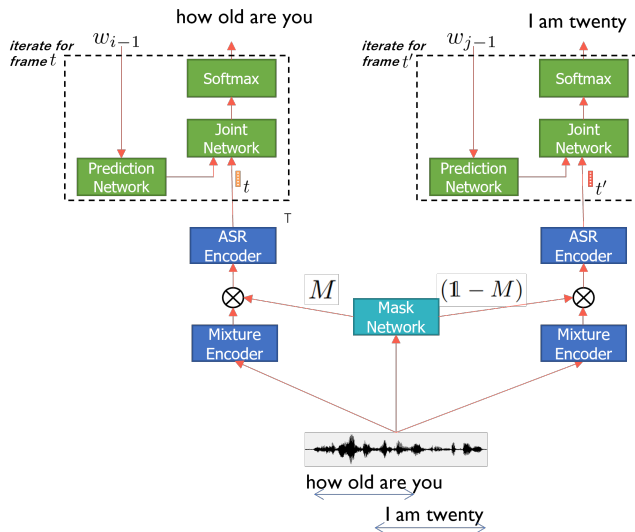 how old are you
I am twenty
iterate for
frame t
w_{i-1}
iterate for
frame t'
w_{j-1}
Softmax
Softmax
Joint
Network
Joint
Network
Prediction
Network
t
Prediction
Network
t'
T
ASR
Encoder
ASR
Encoder
M
(𝟙 - M)
Mask
Network
Mixture
Encoder
Mixture
Encoder
how old are you
I am twenty